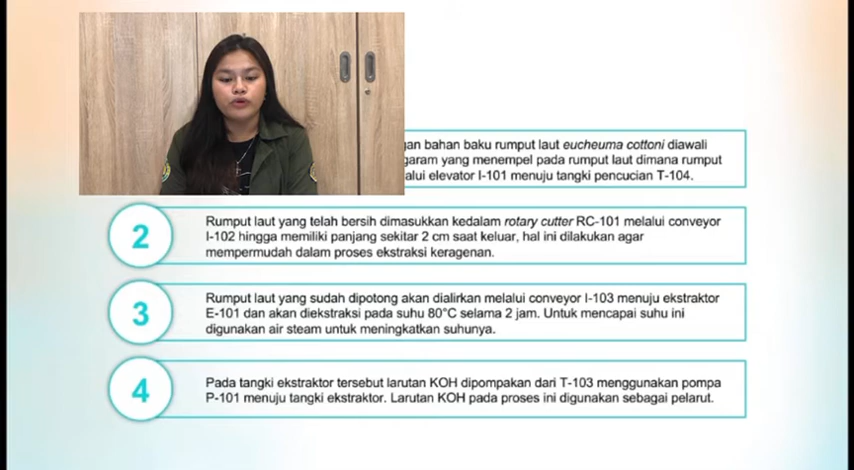 an bahan baku rumput laut eucheuma cottoni diawali
garam yang menempel pada rumput laut dimana rumput
alui elevator I-101 menuju tangki pencucian T-104.
2
Rumput laut yang telah bersih dimasukkan kedalam rotary cutter RC-101 melalui conveyor
I-102 hingga memiliki panjang sekitar 2 cm saat keluar, hal ini dilakukan agar
mempermudah dalam proses ekstraksi keragenan.
3
Rumput laut yang sudah dipotong akan dialirkan melalui conveyor I-103 menuju ekstraktor
E-101 dan akan diekstraksi pada suhu 80°C selama 2 jam. Untuk mencapai suhu ini
digunakan air steam untuk meningkatkan suhunya.
4
Pada tangki ekstraktor tersebut larutan KOH dipompakan dari T-103 menggunakan pompa
P-101 menuju tangki ekstraktor. Larutan KOH pada proses ini digunakan sebagai pelarut.